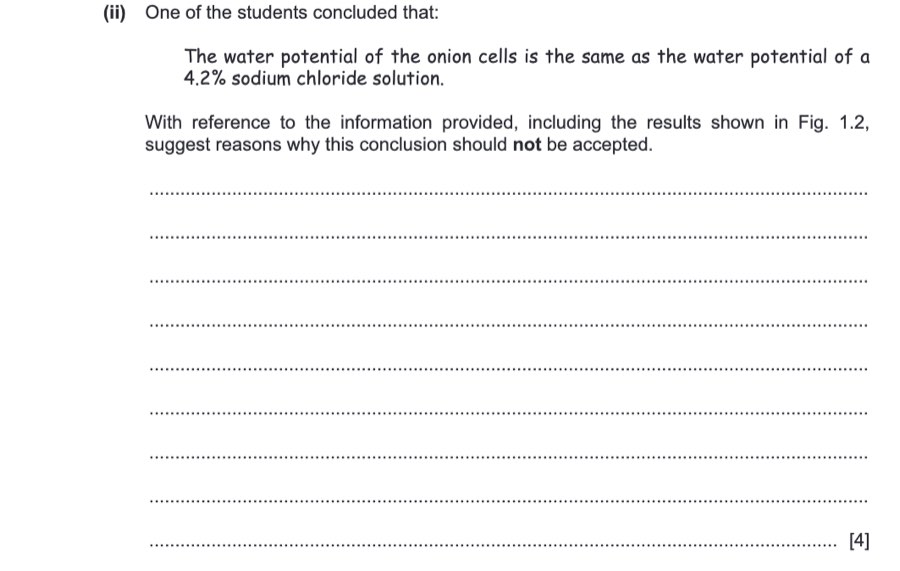 (ii) One of the students concluded that:
The water potential of the onion cells is the same as the water potential of a
4.2% sodium chloride solution.
With reference to the information provided, including the results shown in Fig. 1.2,
suggest reasons why this conclusion should not be accepted.
[4]